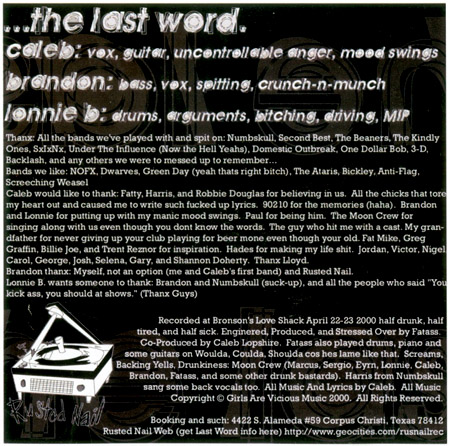 ...the last word.
caleb: vox, guitar, uncontrollable anger, mood swings
brandon: bass, vox, spitting, crunch-n-munch
lonnie b: drums, arguments, bitching, driving, MIP
Thanx: All the bands we've played with and spit on: Numbskull, Second Best, The Beaners, The Kindly
Ones, SxIxNx, Under The Influence (Now the Hell Yeahs), Domestic Outbreak, One Dollar Bob, 3-D,
Backlash, and any others we were to messed up to remember...
Bands we like: NOFX, Dwarves, Green Day (yeah thats right bitch), The Ataris, Bickley, Anti-Flag,
Screeching Weasel
Caleb would like to thank: Fatty, Harris, and Robbie Douglas for believing in us. All the chicks that tore
my heart out and caused me to write such fucked up lyrics. 90210 for the memories (haha). Brandon
and Lonnie for putting up with my manic mood swings. Paul for being him. The Moon Crew for
singing along with us even though you dont know the words. The guy who hit me with a cast. My gran-
dfather for never giving up your club playing for beer mone even though your old. Fat Mike, Greg
Graffin, Billie Joe, and Trent Reznor for inspiration. Hades for making my life shit. Jordan, Victor, Nigel
Carol, George, Josh, Selena, Gary, and Shannon Doherty. Thanx Lloyd.
Brandon thanx: Myself, not an option (me and Caleb's first band) and Rusted Nail.
Lonnie B. wants someone to thank: Brandon and Numbskull (suck-up), and all the people who said "You
kick ass, you should at shows." (Thanx Guys)
Recorded at Bronson's Love Shack April 22-23 2000 half drunk, half
tired, and half sick. Enginered, Produced, and Stressed Over by Fatass.
Co-Produced by Caleb Lopshire. Fatass also played drums, piano and
some guitars on Woulda, Coulda, Shoulda cos hes lame like that. Screams,
Backing Yells, Drunkiness: Moon Crew (Marcus, Sergio, Eyrn, Lonnie, Caleb,
Brandon, Fatass, and some other drunk bastards). Harris from Numbskull
sang some back vocals too. All Music And Lyrics by Caleb. All Music
Copyright © Girls Are Vicious Music 2000. All Rights Reserved.
Rusted Nail
Booking and such: 4422 S. Alameda #59 Corpus Christi, Texas 78412
Rusted Nail Web (get Last Word info here) http://www.geocities.com/rusnailrec